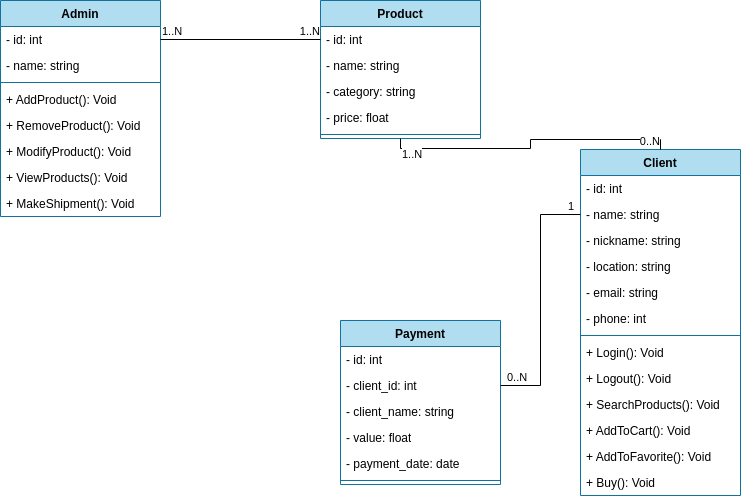 Admin
- id: int
- name: string
+ AddProduct(): Void
+ RemoveProduct(): Void
+ ModifyProduct(): Void
+ ViewProducts(): Void
+ MakeShipment(): Void
1..N
1..N
Product
- id: int
- name: string
- category: string
- price: float
1..N
0..N
Client
- id: int
- name: string
- nickname: string
- location: string
- email: string
- phone: int
+ Login(): Void
+ Logout(): Void
+ SearchProducts(): Void
+ AddToCart(): Void
+ AddToFavorite(): Void
+ Buy(): Void
1
0..N
Payment
- id: int
- client_id: int
- client_name: string
- value: float
- payment_date: date